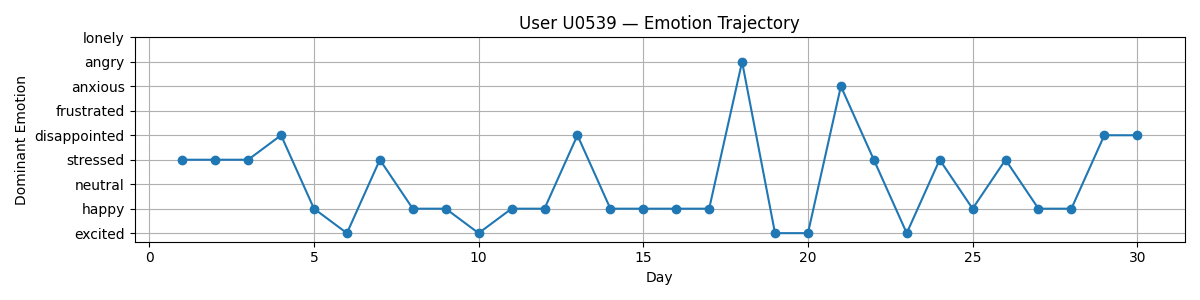 User U0539 — Emotion Trajectory
Dominant Emotion
lonely
angry
anxious
frustrated
disappointed
stressed
neutral
happy
excited
0 5 10 15 20 25 30
Day